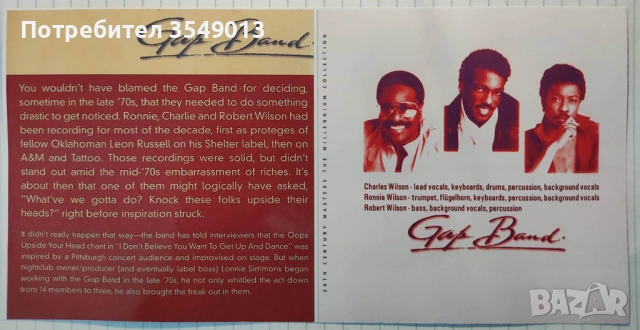 Потребител 3549013
Gap Band.
You wouldn't have blamed the Gap Band for deciding,
sometime in the late '70s, that they needed to do something
drastic to get noticed. Ronnie, Charlie and Robert Wilson had
been recording for most of the decade, first as proteges of
fellow Oklahoman Leon Russell on his Shelter label, then on
A&M and Tattoo. Those recordings were solid, but didn't
stand out amid the mid-'70s embarrassment of riches. It's
about then that one of them might logically have asked,
"What've we gotta do? Knock these folks upside their
heads?" right before inspiration struck.
It didn't really happen that way—the band has told interviewers that the Oops
Upside Your Head chant in "I Don't Believe You Want To Get Up And Dance" was
inspired by a Pittsburgh concert audience and improvised on stage. But when
nightclub owner/producer (and eventually label boss) Lonnie Simmons began
working with the Gap Band in the late '70s, he not only whittled the act down
from 14 members to three, he also brought the freak out in them.
20TH CENTURY MASTERS THE MILLENNIUM COLLECTION
Charles Wilson - lead vocals, keyboards, drums, percussion, background vocals
Ronnie Wilson - trumpet, flügelhorn, keyboards, percussion, background vocals
Robert Wilson - bass, background vocals, percussion
Gap Band.
BAZAR
bg